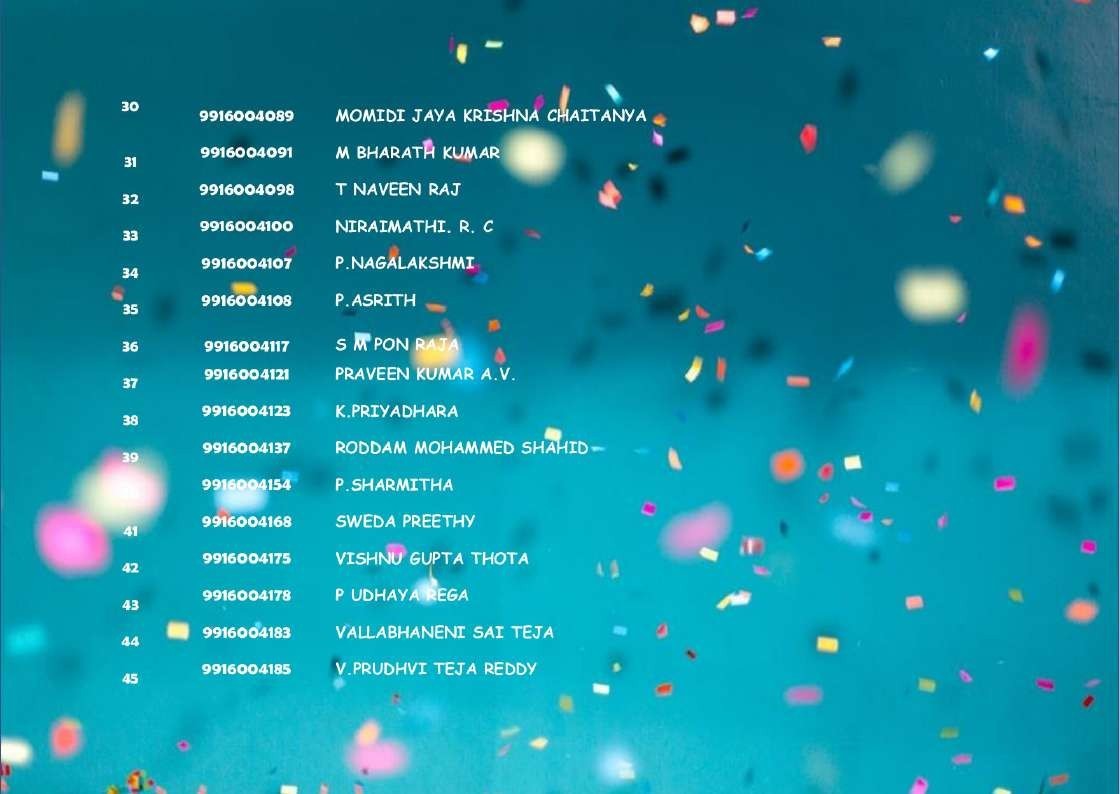 30 9916004089 MOMIDI JAYA KRISHNA CHAITANYA
31 9916004091 M BHARATH KUMAR
32 9916004098 T NAVEEN RAJ
33 9916004100 NIRAIMATHI. R. C
34 9916004107 P.NAGALAKSHMI
35 9916004108 P.ASRITH
36 9916004117 S M PON RAJA
37 9916004121 PRAVEEN KUMAR A.V.
38 9916004123 K.PRIYADHARA
39 9916004137 RODDAM MOHAMMED SHAHID
9916004154 P.SHARMITHA
41 9916004168 SWEDA PREETHY
42 9916004175 VISHNU GUPTA THOTA
43 9916004178 P UDHAYA REGA
44 9916004183 VALLABHANENI SAI TEJA
45 9916004185 V.PRUDHVI TEJA REDDY